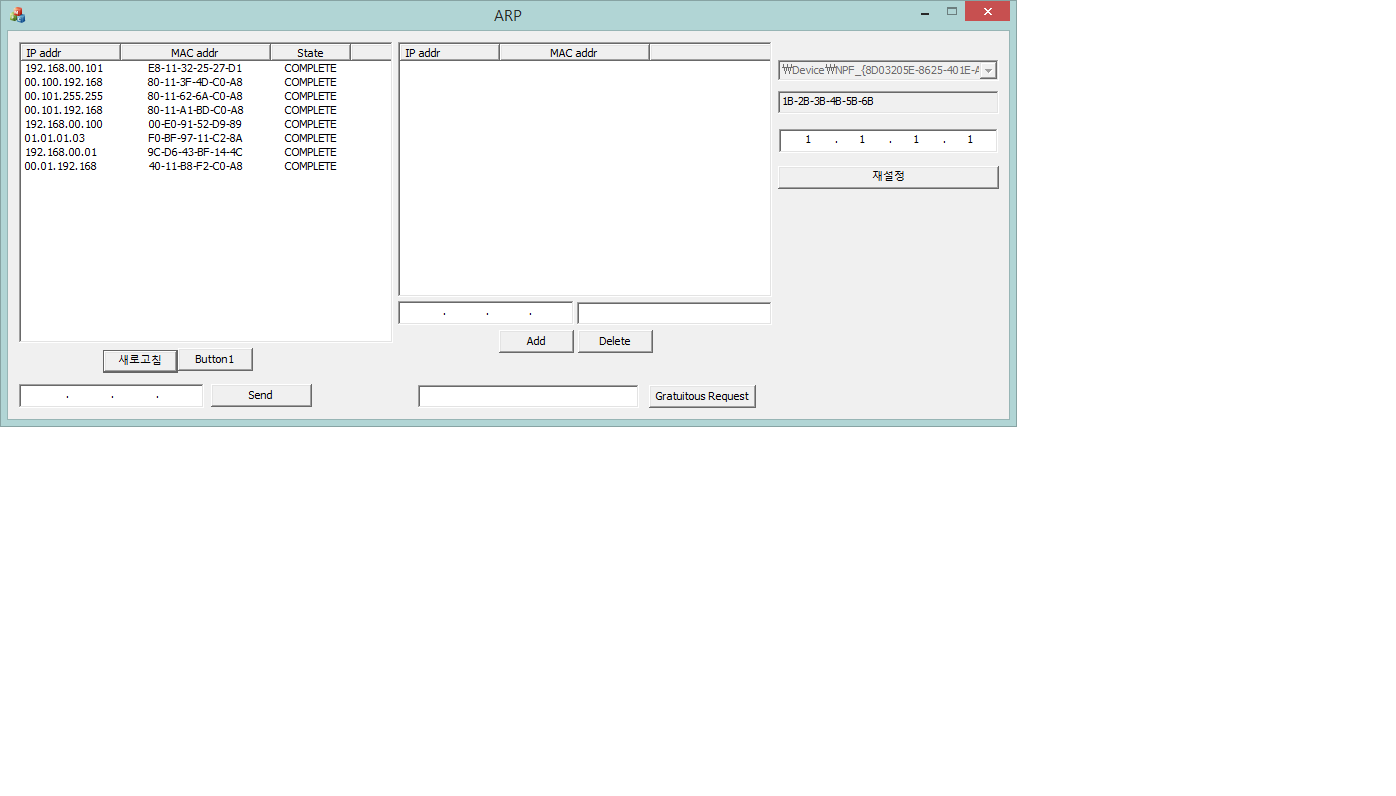 ARP
IP addr MAC addr State
192.168.00.101 E8-11-32-25-27-D1 COMPLETE
00.100.192.168 80-11-3F-4D-C0-A8 COMPLETE
00.101.255.255 80-11-62-6A-C0-A8 COMPLETE
00.101.192.168 80-11-A1-BD-C0-A8 COMPLETE
192.168.00.100 00-E0-91-52-D9-89 COMPLETE
01.01.01.03 F0-BF-97-11-C2-8A COMPLETE
192.168.00.01 9C-D6-43-BF-14-4C COMPLETE
00.01.192.168 40-11-B8-F2-C0-A8 COMPLETE
새로고침 Button1
. . . Send
IP addr MAC addr
. . .
Add Delete
Gratuitous Request
₩Device₩NPF_{8D03205E-8625-401E-A
1B-2B-3B-4B-5B-6B
1 . 1 . 1 . 1
재설정